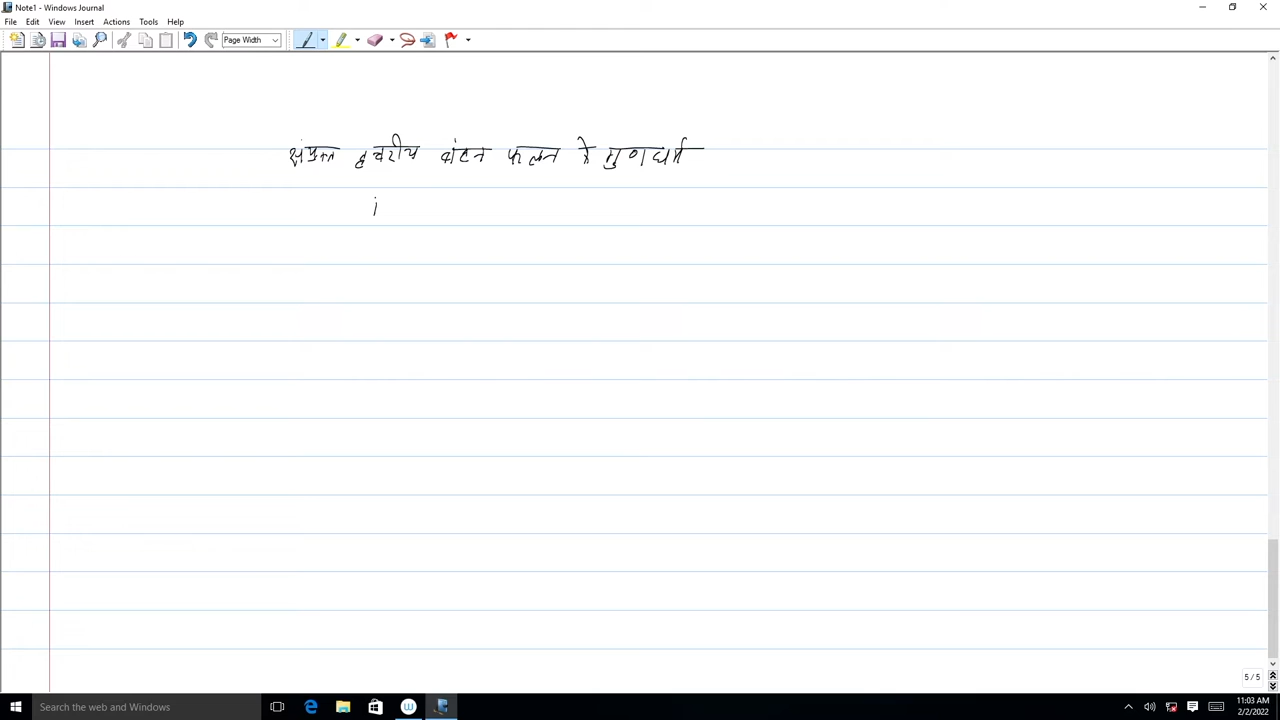 Note1 - Windows Journal
File Edit View Insert Actions Tools Help
Page Width
संयुक्त द्विचरीय बंटन फलन के गुणधर्म
i
5 / 5
Search the web and Windows
11:03 AM
2/2/2022